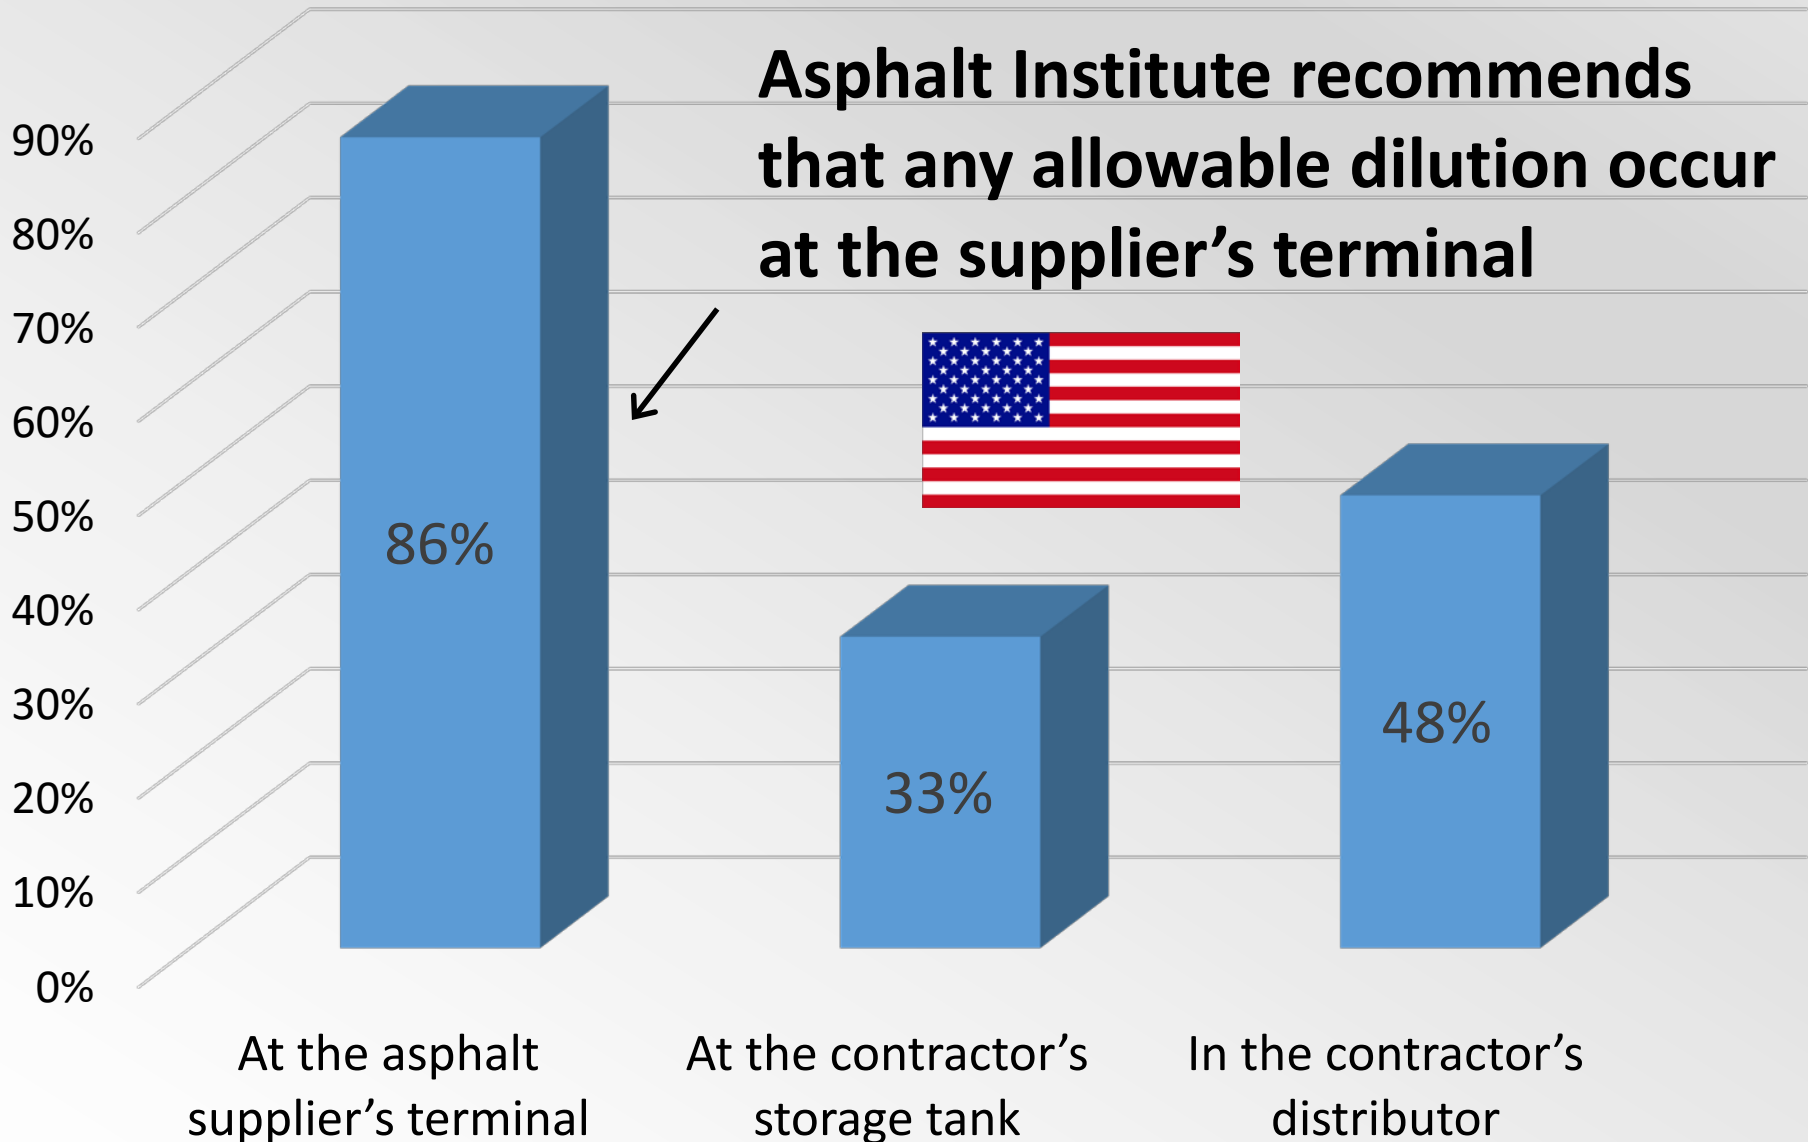 Asphalt Institute recommends
that any allowable dilution occur
at the supplier’s terminal
90%
80%
70%
60%
50%
40%
30%
20%
10%
0%
86%
33%
48%
At the asphalt
supplier’s terminal
At the contractor’s
storage tank
In the contractor’s
distributor